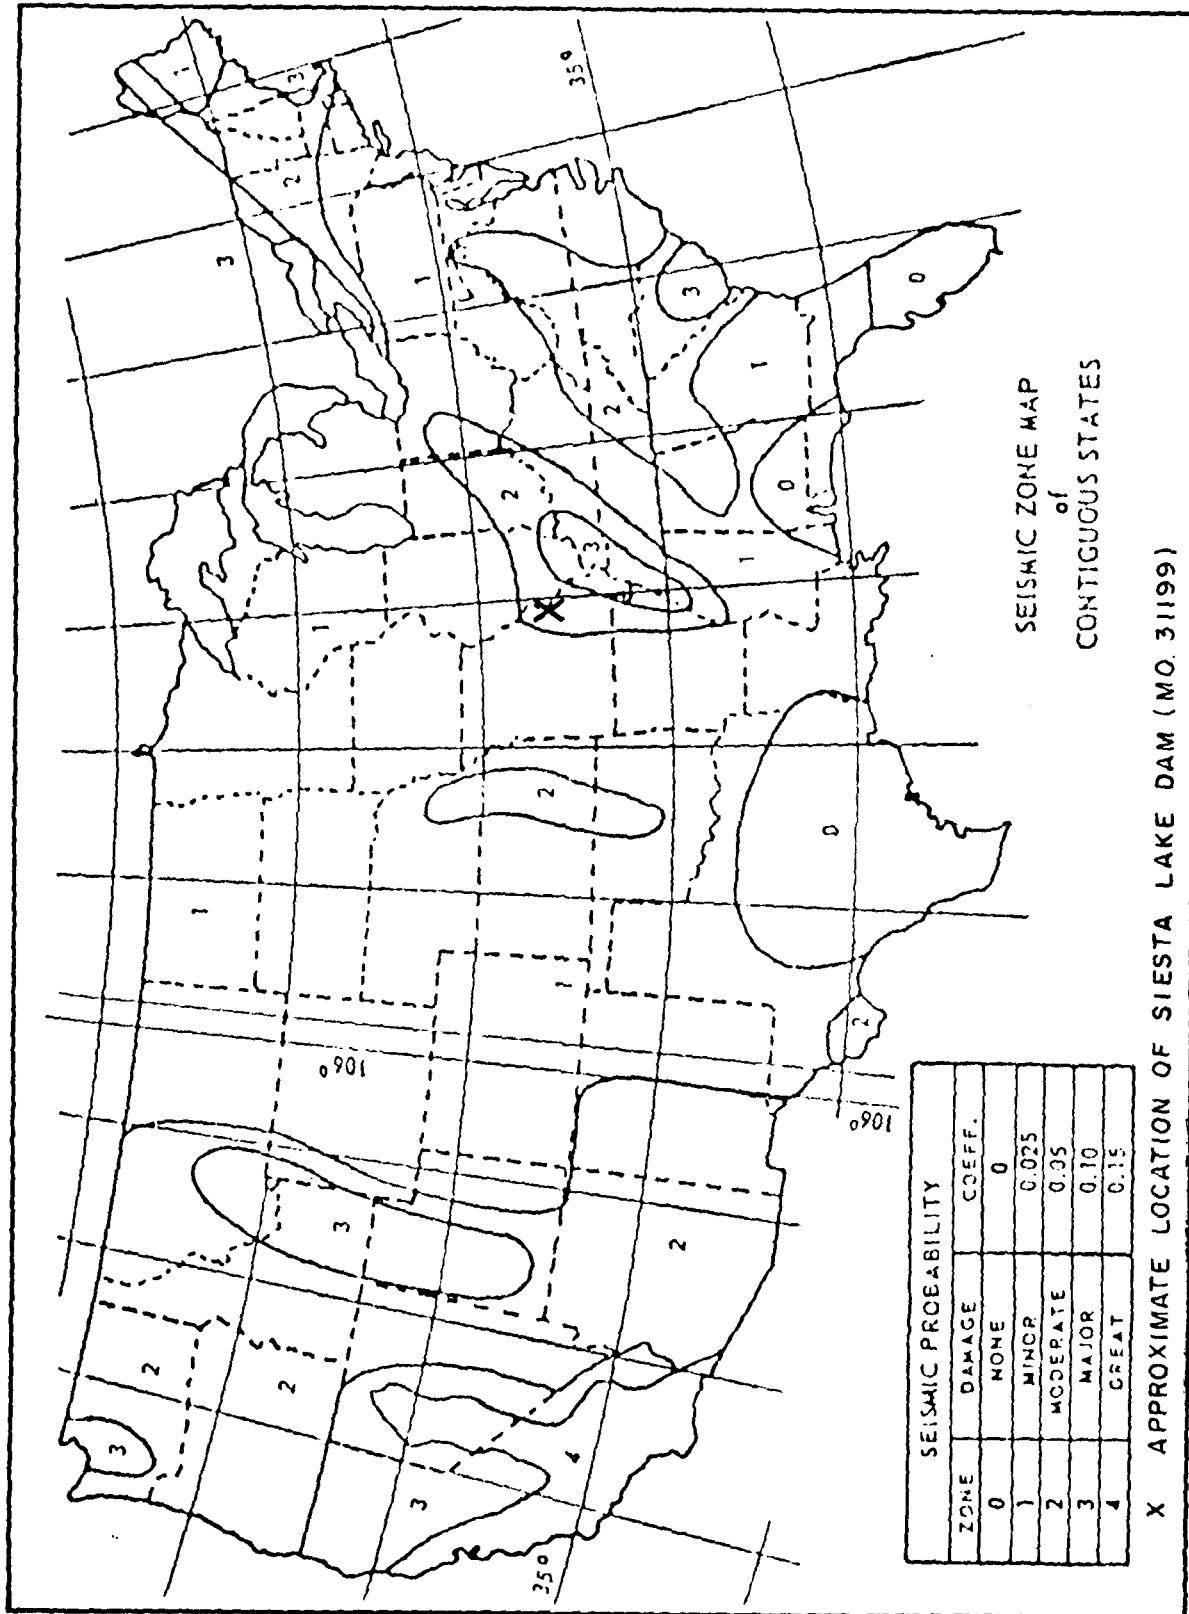 3
2
1
3
3
1
2
2
1
1
3
2
2
2
3
3
2
1
2
3
4
2
0
1
1
0
0
2
106°
106°
35°
35°
SEISMIC ZONE MAP
of
CONTIGUOUS STATES
SEISMIC PROBABILITY
ZONE DAMAGE COEFF.
0 NONE 0
1 MINOR 0.025
2 MODERATE 0.05
3 MAJOR 0.10
4 GREAT 0.15
X APPROXIMATE LOCATION OF SIESTA LAKE DAM (MO. 31199)